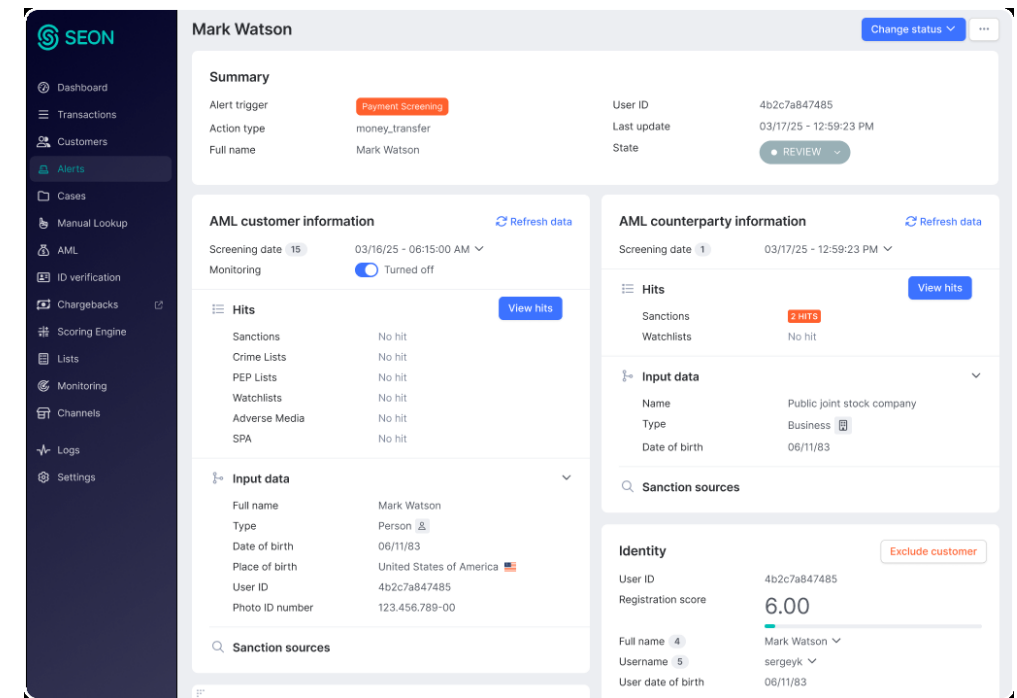 SEON
Dashboard
Transactions
Customers
Alerts
Cases
Manual Lookup
AML
ID verification
Chargebacks
Scoring Engine
Lists
Monitoring
Channels
Logs
Settings
Mark Watson
Change status
Summary
Alert trigger Payment Screening
Action type money_transfer
Full name Mark Watson
User ID 4b2c7a847485
Last update 03/17/25 - 12:59:23 PM
State REVIEW
AML customer information Refresh data
Screening date 15 03/16/25 - 06:15:00 AM
Monitoring Turned off
Hits View hits
Sanctions No hit
Crime Lists No hit
PEP Lists No hit
Watchlists No hit
Adverse Media No hit
SPA No hit
Input data
Full name Mark Watson
Type Person
Date of birth 06/11/83
Place of birth United States of America
User ID 4b2c7a847485
Photo ID number 123.456.789-00
Sanction sources
AML counterparty information Refresh data
Screening date 1 03/17/25 - 12:59:23 PM
Hits View hits
Sanctions 2 HITS
Watchlists No hit
Input data
Name Public joint stock company
Type Business
Date of birth 06/11/83
Sanction sources
Identity Exclude customer
User ID 4b2c7a847485
Registration score 6.00
Full name 4 Mark Watson
Username 5 sergeyk
User date of birth 06/11/83